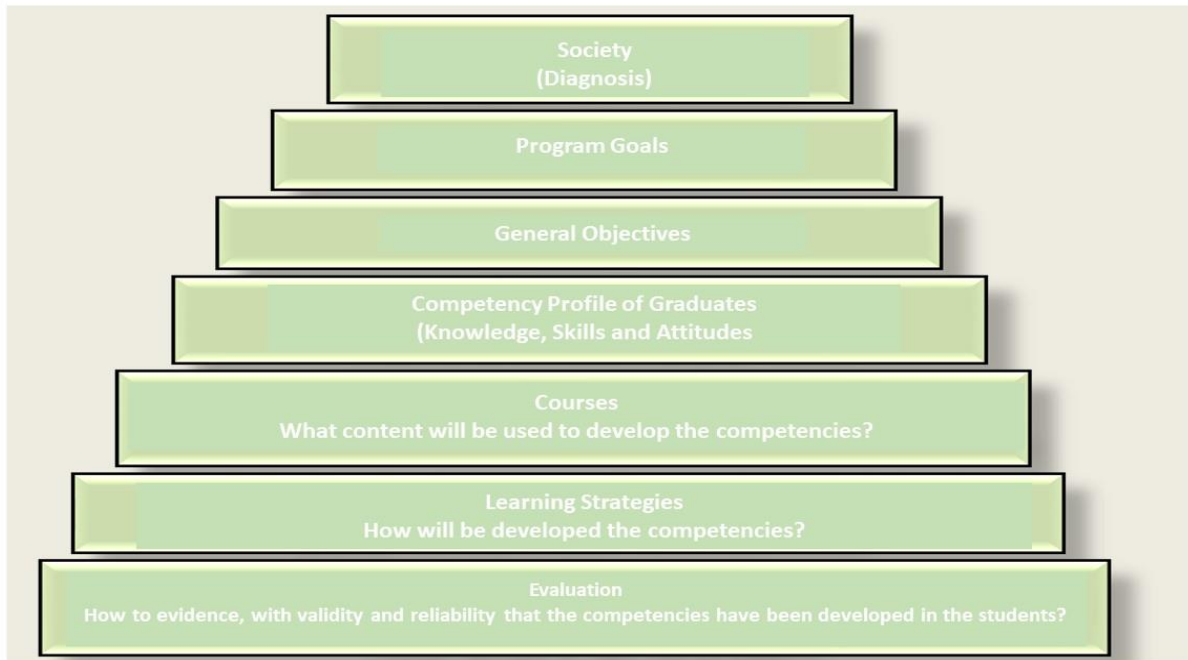 Society
(Diagnosis)
Program Goals
General Objectives
Competency Profile of Graduates
(Knowledge, Skills and Attitudes
Courses
What content will be used to develop the competencies?
Learning Strategies
How will be developed the competencies?
Evaluation
How to evidence, with validity and reliability that the competencies have been developed in the students?